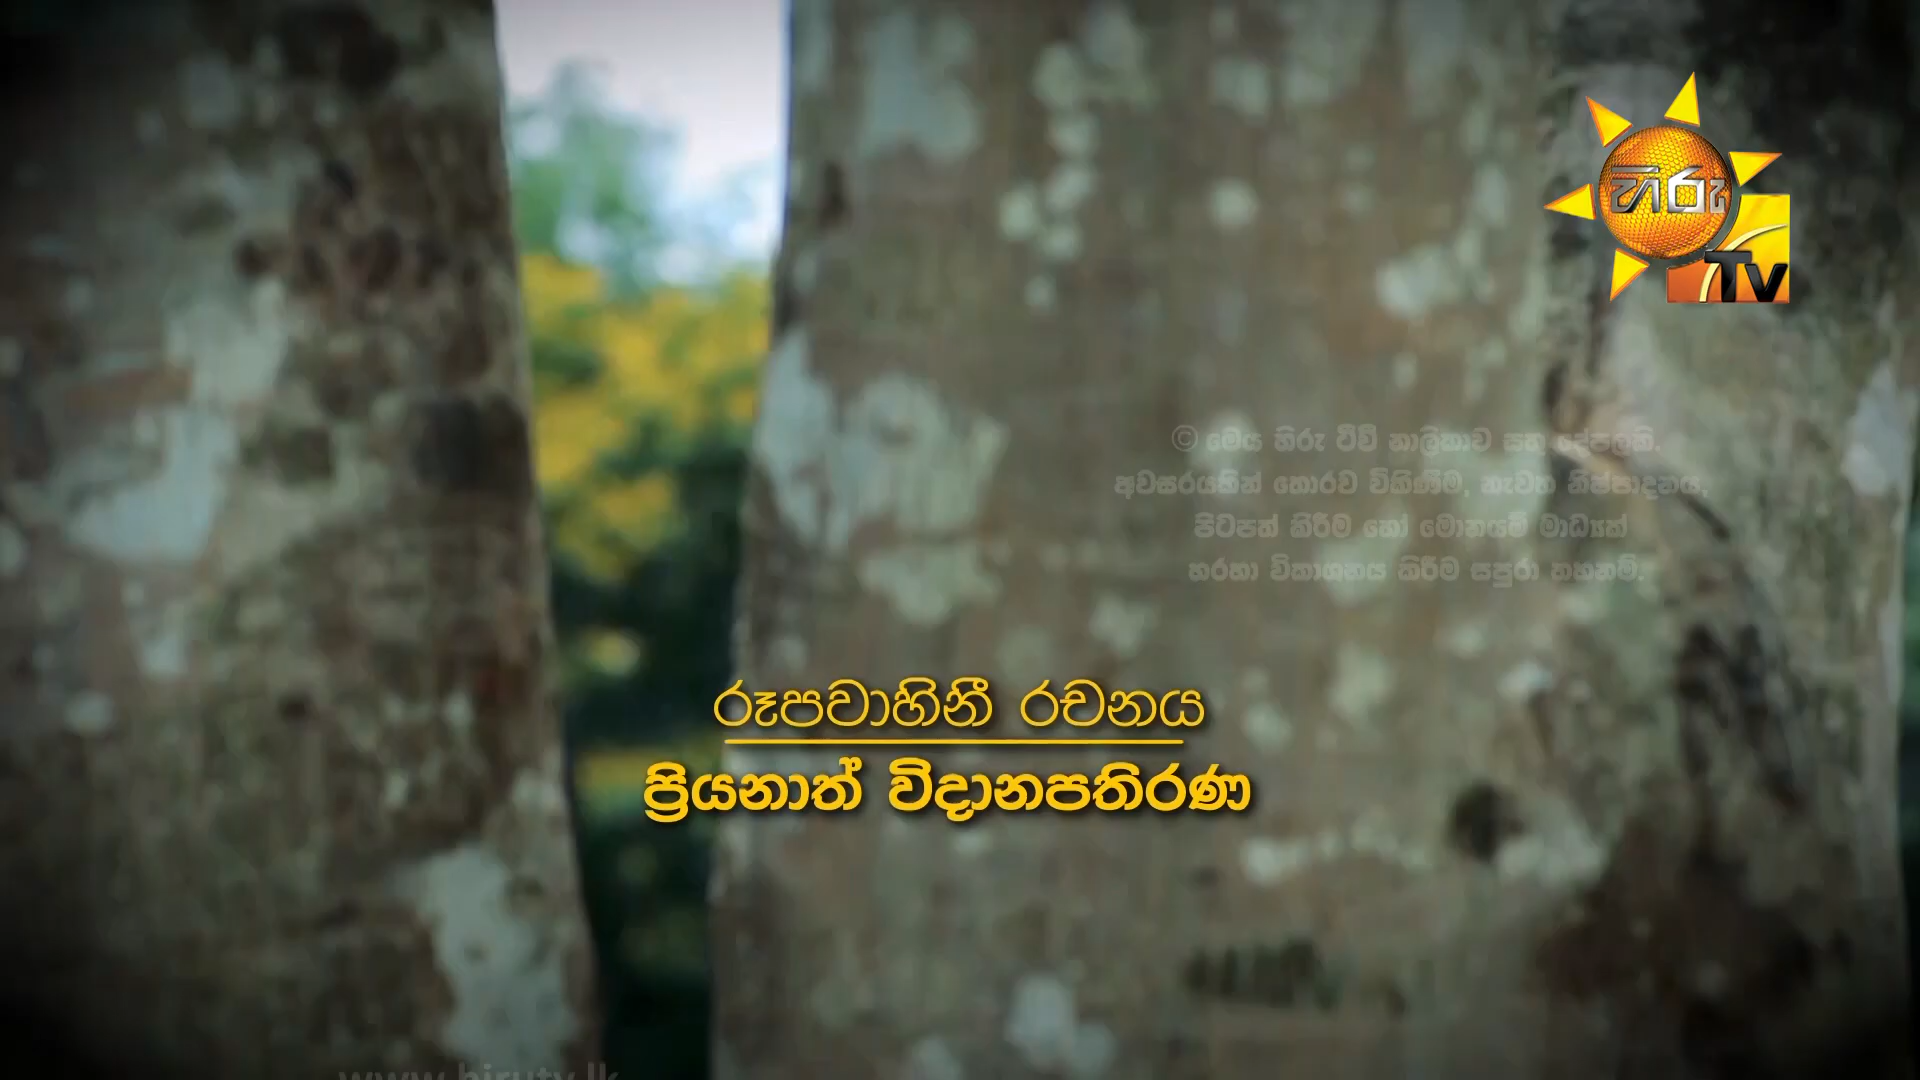 හිරු
TV
© මෙය හිරු ටීවී නාලිකාව සතු දේපලකි.
අවසරයකින් තොරව විකිණීම, නැවත නිෂ්පාදනය,
පිටපත් කිරීම හෝ මොනයම් මාධ්‍යක්
හරහා විකාශනය කිරීම සපුරා තහනම්.
රූපවාහිනී රචනය
ප්‍රියනාත් විදානපතිරණ
www.hirutv.lk